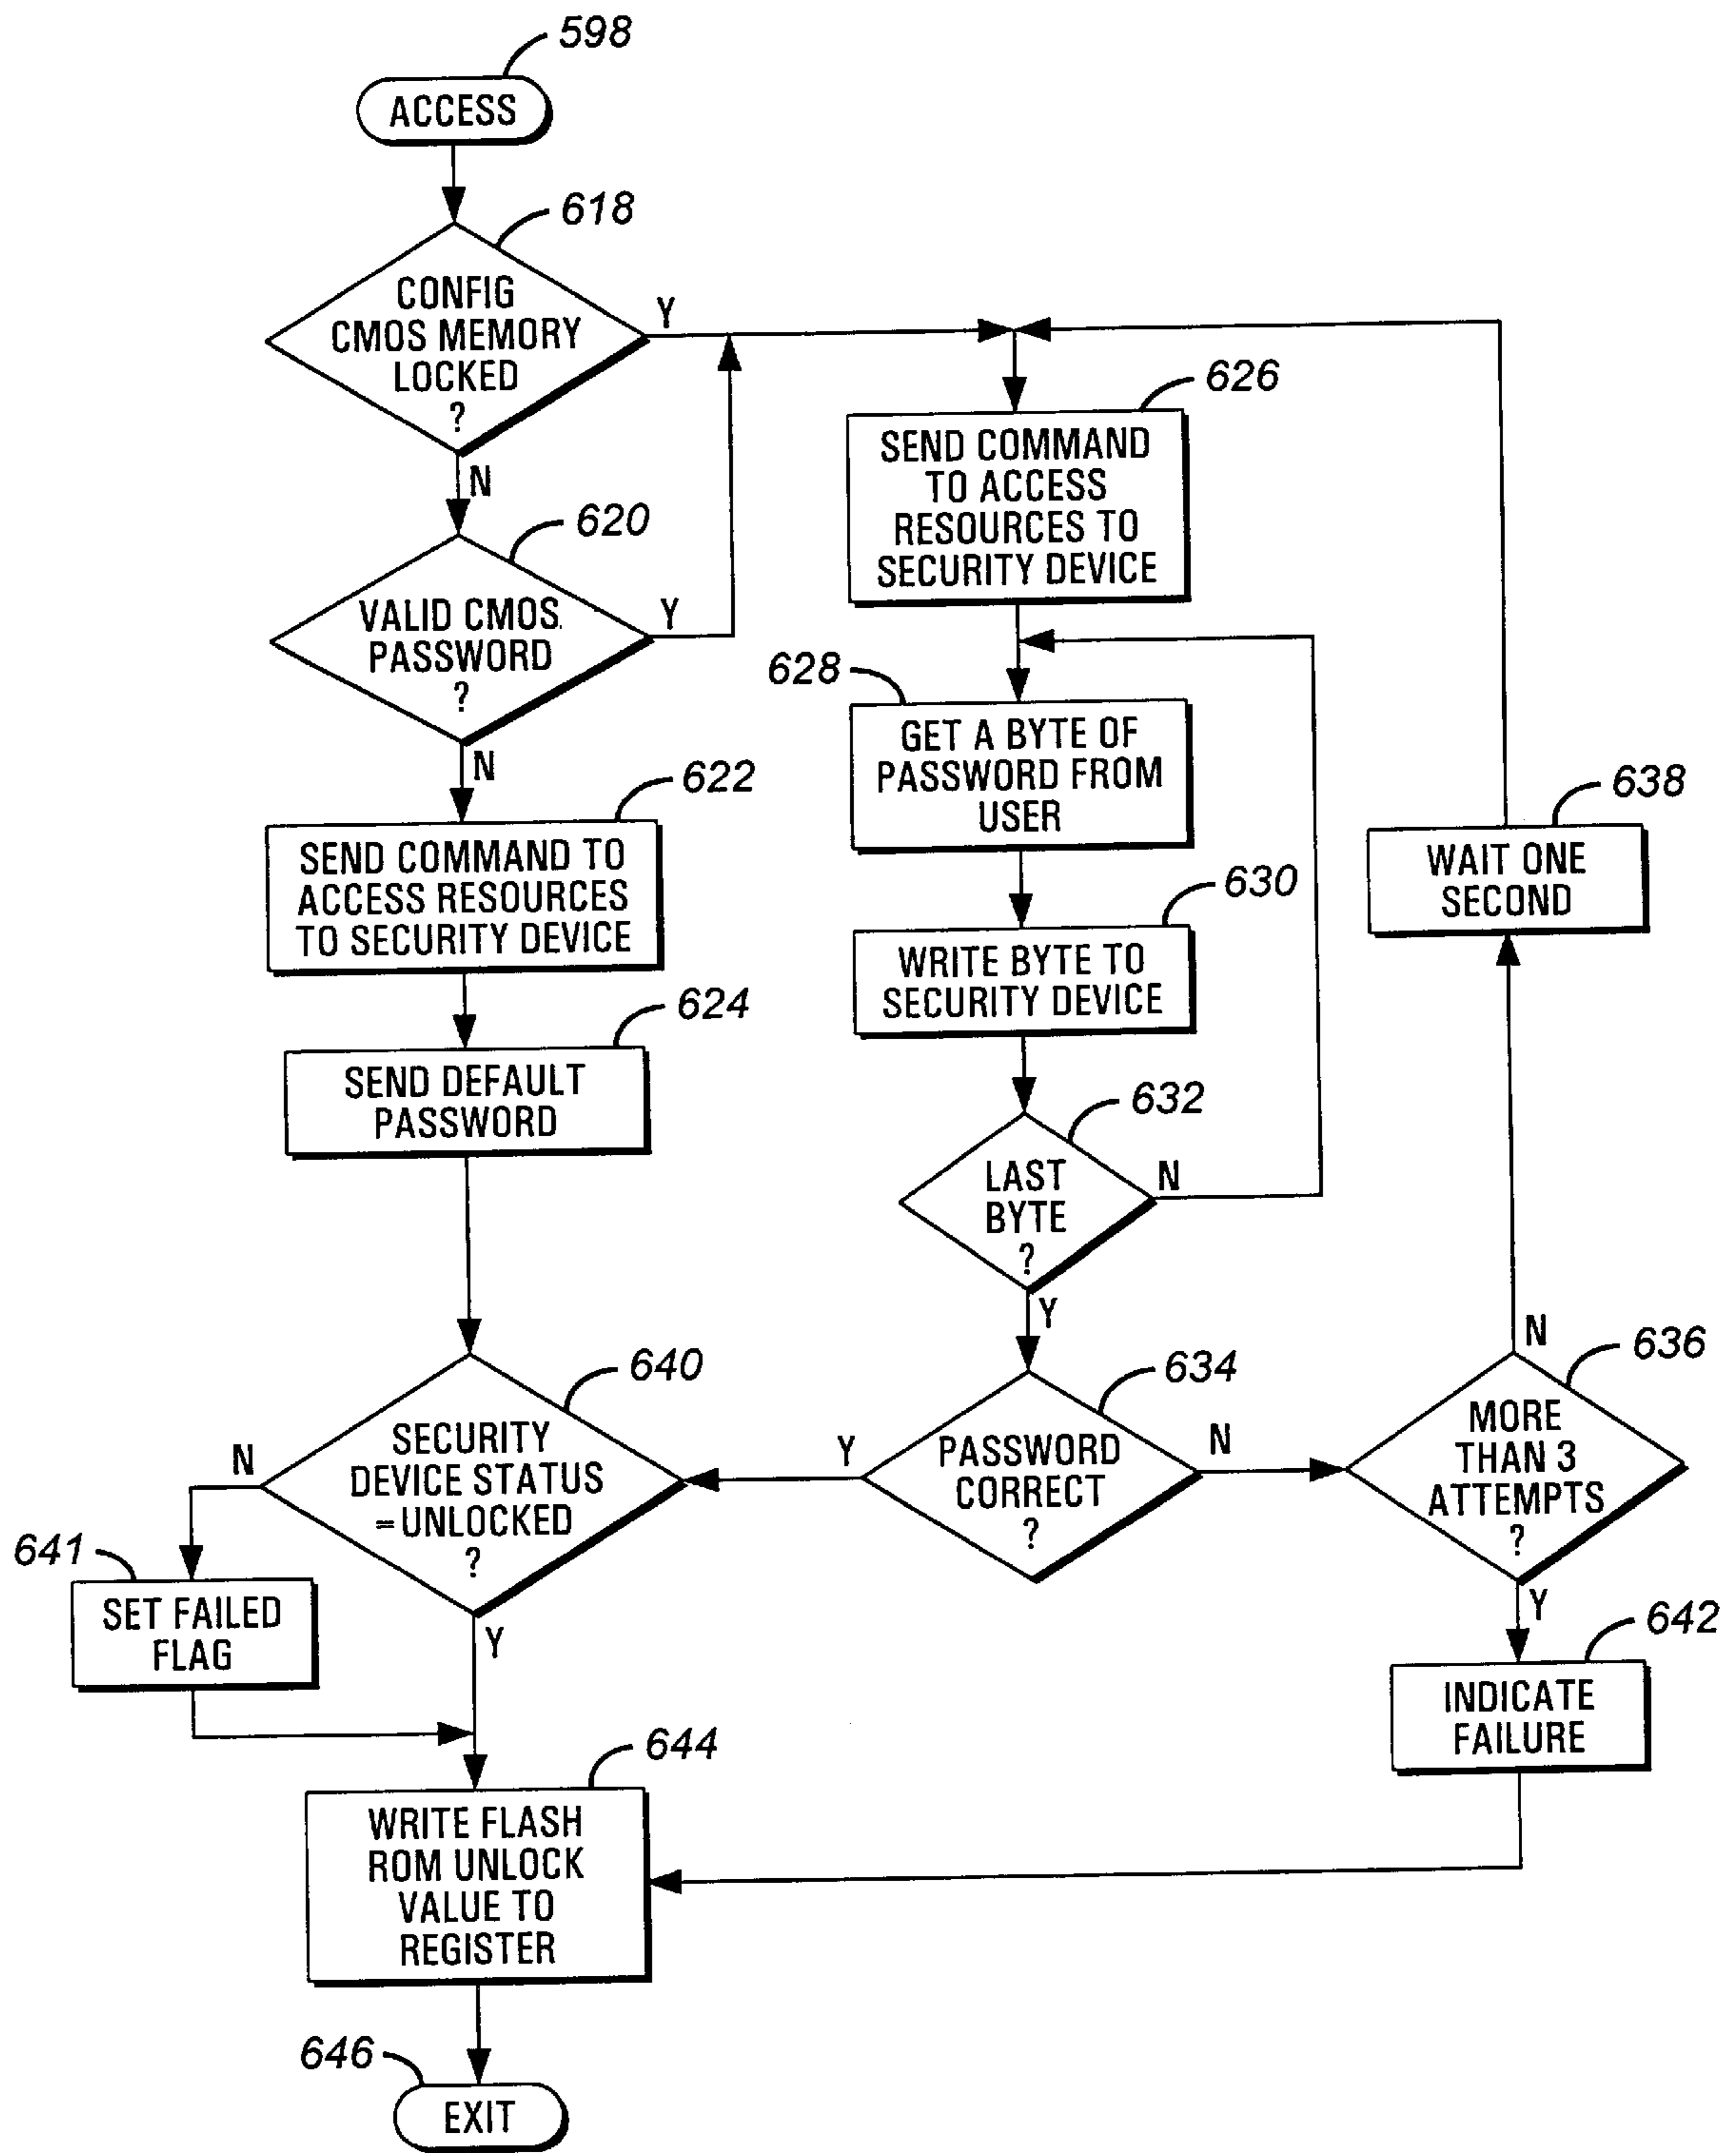 598
ACCESS
618
CONFIG
CMOS MEMORY
LOCKED
?
Y
N
620
VALID CMOS
PASSWORD
?
Y
N
622
SEND COMMAND TO
ACCESS RESOURCES
TO SECURITY DEVICE
624
SEND DEFAULT
PASSWORD
626
SEND COMMAND
TO ACCESS
RESOURCES TO
SECURITY DEVICE
628
GET A BYTE OF
PASSWORD FROM
USER
630
WRITE BYTE TO
SECURITY DEVICE
632
LAST
BYTE
?
N
Y
634
PASSWORD
CORRECT
?
Y
N
636
MORE
THAN 3
ATTEMPTS
?
N
Y
638
WAIT ONE
SECOND
640
SECURITY
DEVICE STATUS
=UNLOCKED
?
N
Y
641
SET FAILED
FLAG
642
INDICATE
FAILURE
644
WRITE FLASH
ROM UNLOCK
VALUE TO
REGISTER
646
EXIT